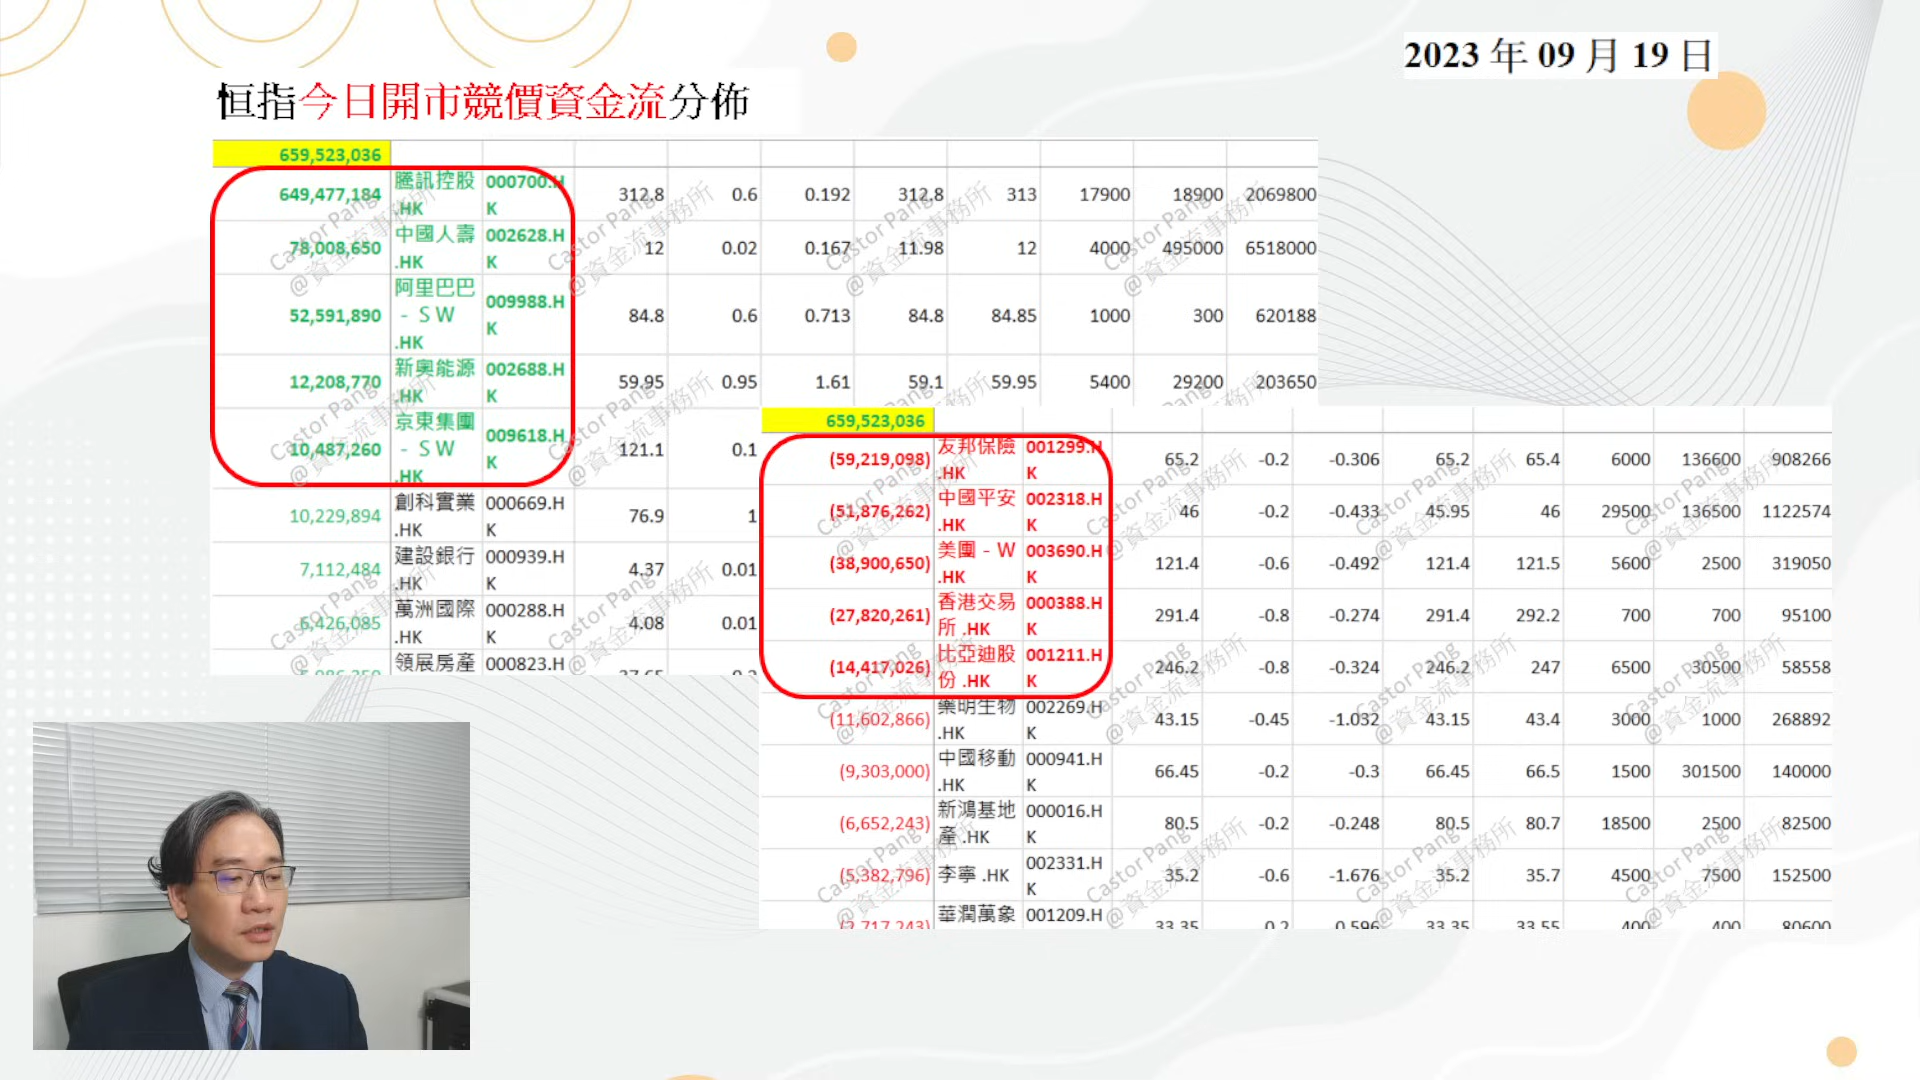 2023 年 09 月 19 日
恒指今日開市競價資金流分佈
659,523,036
649,477,184 騰訊控股 .HK 000700.HK 312.8 0.6 0.192 312.8 313 17900 18900 2069800
78,008,650 中國人壽 .HK 002628.HK 12 0.02 0.167 11.98 12 4000 495000 6518000
52,591,890 阿里巴巴 - S W .HK 009988.HK 84.8 0.6 0.713 84.8 84.85 1000 300 620188
12,208,770 新奧能源 .HK 002688.HK 59.95 0.95 1.61 59.1 59.95 5400 29200 203650
10,487,260 京東集團 - S W .HK 009618.HK 121.1 0.1
10,229,894 創科實業 .HK 000669.HK 76.9 1
7,112,484 建設銀行 .HK 000939.HK 4.37 0.01
6,426,085 萬洲國際 .HK 000288.HK 4.08 0.01
領展房產 000823.H
659,523,036
(59,219,098) 友邦保險 .HK 001299.HK 65.2 -0.2 -0.306 65.2 65.4 6000 136600 908266
(51,876,262) 中國平安 .HK 002318.HK 46 -0.2 -0.433 45.95 46 29500 136500 1122574
(38,900,650) 美團 - W .HK 003690.HK 121.4 -0.6 -0.492 121.4 121.5 5600 2500 319050
(27,820,261) 香港交易所 .HK 000388.HK 291.4 -0.8 -0.274 291.4 292.2 700 700 95100
(14,417,026) 比亞迪股份 .HK 001211.HK 246.2 -0.8 -0.324 246.2 247 6500 30500 58558
(11,602,866) 藥明生物 .HK 002269.HK 43.15 -0.45 -1.032 43.15 43.4 3000 1000 268892
(9,303,000) 中國移動 .HK 000941.HK 66.45 -0.2 -0.3 66.45 66.5 1500 301500 140000
(6,652,243) 新鴻基地產 .HK 000016.HK 80.5 -0.2 -0.248 80.5 80.7 18500 2500 82500
(5,382,796) 李寧 .HK 002331.HK 35.2 -0.6 -1.676 35.2 35.7 4500 7500 152500
華潤萬象 001209.H
Castor Pang
@資金流事務所